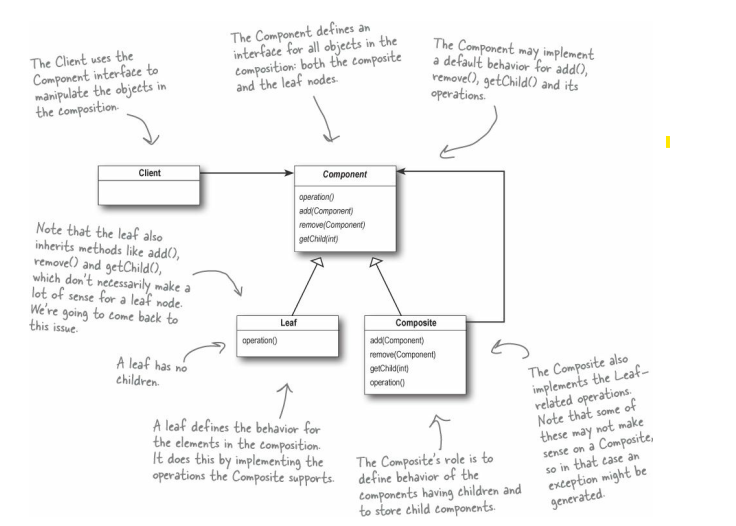 The Client uses the
Component interface to
manipulate the objects in
the composition.
The Component defines an
interface for all objects in the
composition: both the composite
and the leaf nodes.
The Component may implement
a default behavior for add(),
remove(), getChild() and its
operations.
Client
Component
operation()
add(Component)
remove(Component)
getChild(int)
Note that the leaf also
inherits methods like add(),
remove() and getChild(),
which don't necessarily make a
lot of sense for a leaf node.
We're going to come back to
this issue.
Leaf
operation()
Composite
add(Component)
remove(Component)
getChild(int)
operation()
A leaf has no
children.
The Composite also
implements the Leaf-
related operations.
Note that some of
these may not make
sense on a Composite,
so in that case an
exception might be
generated.
A leaf defines the behavior for
the elements in the composition.
It does this by implementing the
operations the Composite supports.
The Composite's role is to
define behavior of the
components having children and
to store child components.